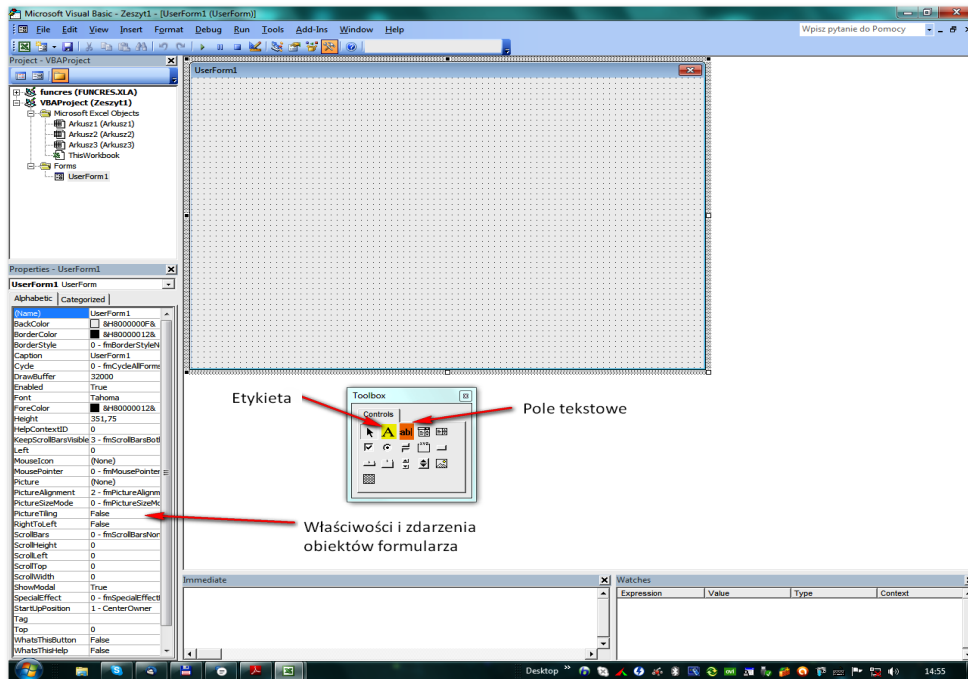 Microsoft Visual Basic - Zeszyt1 - [UserForm1 (UserForm)]
File Edit View Insert Format Debug Run Tools Add-Ins Window Help
Wpisz pytanie do Pomocy
Project - VBAProject
funcres (FUNCRES.XLA)
VBAProject (Zeszyt1)
Microsoft Excel Objects
Arkusz1 (Arkusz1)
Arkusz2 (Arkusz2)
Arkusz3 (Arkusz3)
ThisWorkbook
Forms
UserForm1
UserForm1
Properties - UserForm1
UserForm1 UserForm
Alphabetic Categorized
(Name) UserForm1
BackColor &H8000000F&
BorderColor &H80000012&
BorderStyle 0 - fmBorderStyleN
Caption UserForm1
Cycle 0 - fmCycleAllForms
DrawBuffer 32000
Enabled True
Font Tahoma
ForeColor &H80000012&
Height 351,75
HelpContextID 0
KeepScrollBarsVisible 3 - fmScrollBarsBotl
Left 0
MouseIcon (None)
MousePointer 0 - fmMousePointer
Picture (None)
PictureAlignment 2 - fmPictureAlignm
PictureSizeMode 0 - fmPictureSizeMc
PictureTiling False
RightToLeft False
ScrollBars 0 - fmScrollBarsNor
ScrollHeight 0
ScrollLeft 0
ScrollTop 0
ScrollWidth 0
ShowModal True
SpecialEffect 0 - fmSpecialEffectl
StartUpPosition 1 - CenterOwner
Tag
Top 0
WhatsThisButton False
WhatsThisHelp False
Etykieta
Toolbox
Controls
A abl
Pole tekstowe
Właściwości i zdarzenia
obiektów formularza
Immediate
Watches
Expression Value Type Context
Desktop
14:55